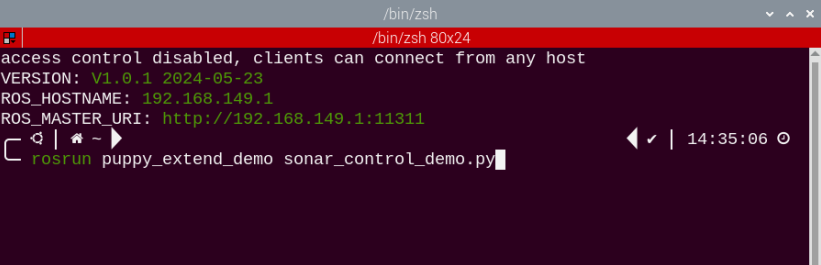 /bin/zsh
/bin/zsh 80x24
access control disabled, clients can connect from any host
VERSION: V1.0.1 2024-05-23
ROS_HOSTNAME: 192.168.149.1
ROS_MASTER_URI: http://192.168.149.1:11311
~ ✔ 14:35:06
rosrun puppy_extend_demo sonar_control_demo.py